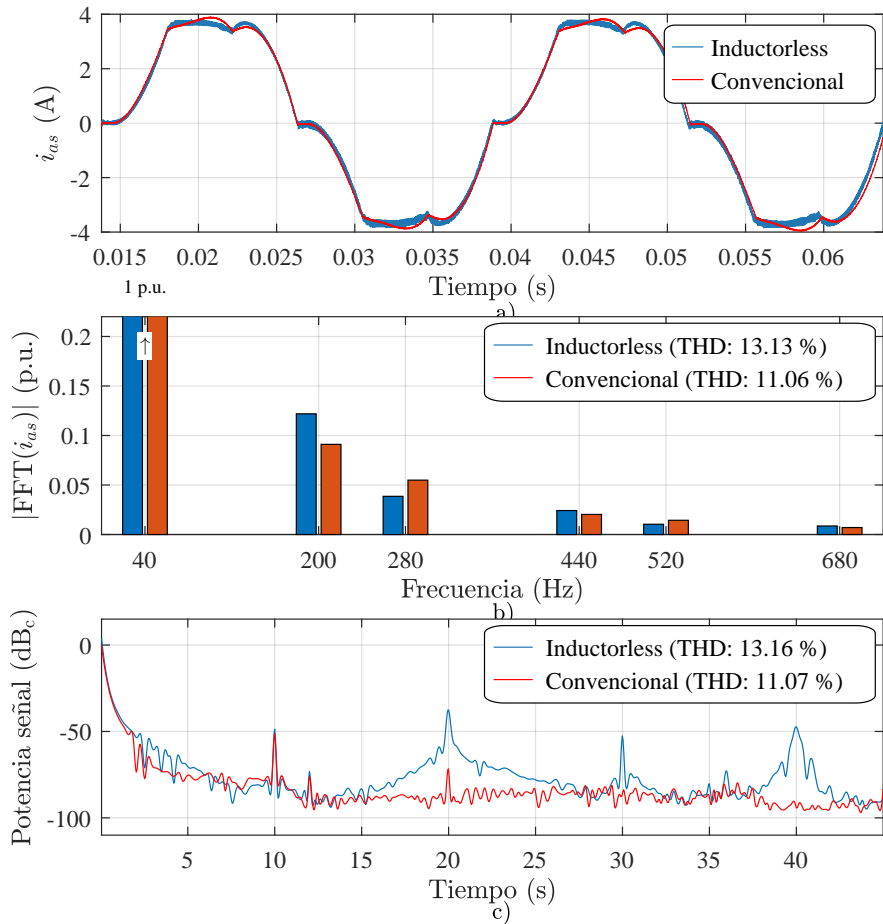 4
2
0
-2
-4
i_as (A)
Inductorless
Convencional
0.015 0.02 0.025 0.03 0.035 0.04 0.045 0.05 0.055 0.06
Tiempo (s)
1 p.u.
a)
0.2
0.15
0.1
0.05
0
|FFT(i_as)| (p.u.)
↑
Inductorless (THD: 13.13 %)
Convencional (THD: 11.06 %)
40 200 280 440 520 680
Frecuencia (Hz)
b)
0
-50
-100
Potencia señal (dB_c)
Inductorless (THD: 13.16 %)
Convencional (THD: 11.07 %)
5 10 15 20 25 30 35 40
Tiempo (s)
c)